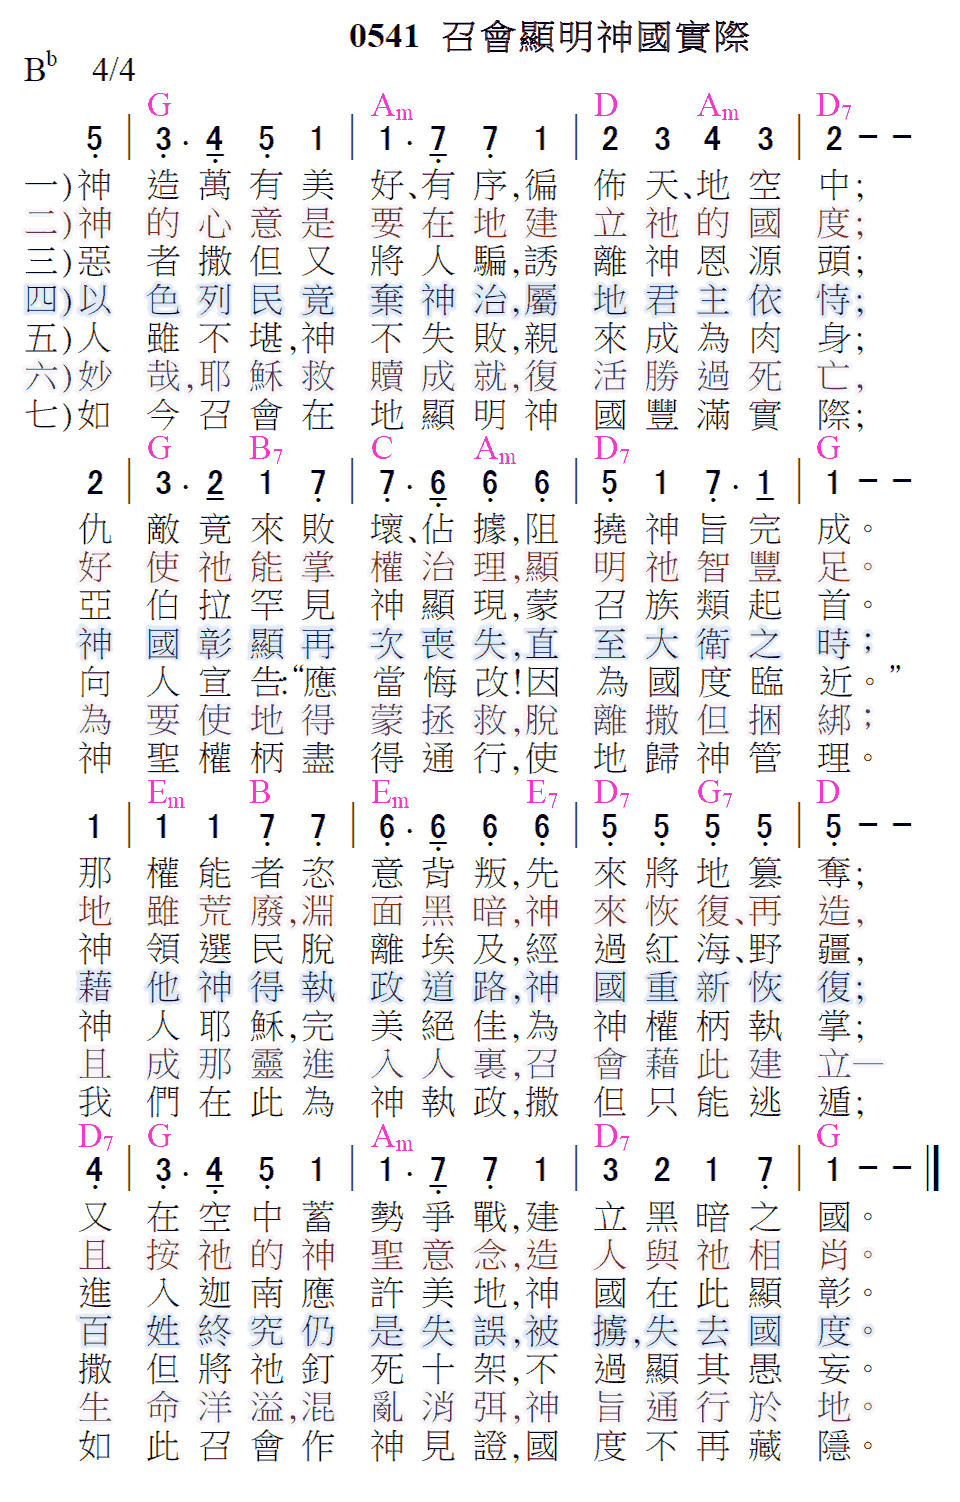 0541 召會顯明神國實際
B♭ 4/4
G Am D Am D7
5 | 3 · 4 5 1 | 1 · 7 7 1 | 2 3 4 3 | 2 – –
一)神 造萬有美 好、有序,徧 佈天、地空 中;
二)神 的心意是 要在地建 立祂的國 度;
三)惡 者撒但又 將人騙,誘 離神恩源 頭;
四)以 色列民竟 棄神治,屬 地君主依 恃;
五)人 雖不堪,神 不失敗,親 來成為肉 身;
六)妙 哉,耶穌救 贖成就,復 活勝過死 亡,
七)如 今召會在 地顯明神 國豐滿實 際;
G B7 C Am D7 G
2 | 3 · 2 1 7 | 7 · 6 6 6 | 5 1 7 · 1 | 1 – –
仇 敵竟來敗 壞、佔據,阻 撓神旨完 成。
好 使祂能掌 權治理,顯 明祂智豐 足。
亞 伯拉罕見 神顯現,蒙 召族類起 首。
神 國彰顯再 次喪失,直 至大衛之 時;
向 人宣告:“應 當悔改!因 為國度臨 近。”
為 要使地得 蒙拯救,脫 離撒但捆 綁;
神 聖權柄盡 得通行,使 地歸神管 理。
Em B Em E7 D7 G7 D
1 | 1 1 7 7 | 6 · 6 6 6 | 5 5 5 5 | 5 – –
那 權能者恣 意背叛,先 來將地篡 奪;
地 雖荒廢,淵 面黑暗,神 來恢復、再 造,
神 領選民脫 離埃及,經 過紅海、野 疆,
藉 他神得執 政道路,神 國重新恢 復;
神 人耶穌,完 美絕佳,為 神權柄執 掌;
且 成那靈進 入人裏,召 會藉此建 立─
我 們在此為 神執政,撒 但只能逃 遁;
D7 G Am D7 G
4 | 3 · 4 5 1 | 1 · 7 7 1 | 3 2 1 7 | 1 – – ‖
又 在空中蓄 勢爭戰,建 立黑暗之 國。
且 按祂的神 聖意念,造 人與祂相 肖。
進 入迦南應 許美地,神 國在此顯 彰。
百 姓終究仍 是失誤,被 擄,失去國 度。
撒 但將祂釘 死十架,不 過顯其愚 妄。
生 命洋溢,混 亂消弭,神 旨通行於 地。
如 此召會作 神見證,國 度不再藏 隱。